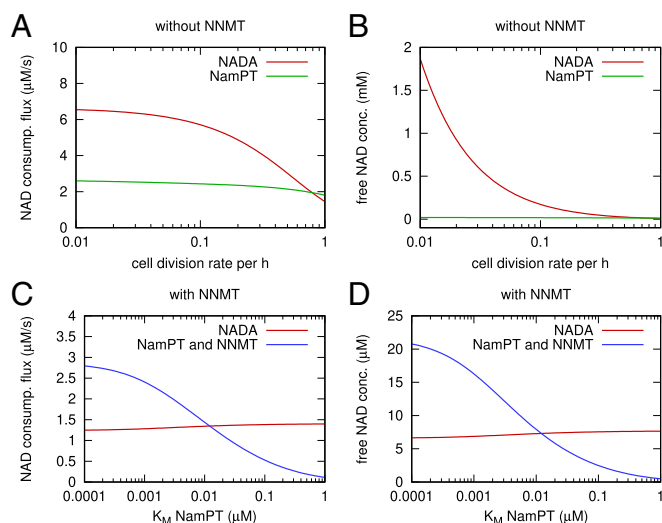 A
without NNMT
NAD consump. flux (µM/s)
10
8
6
4
2
0
NADA
NamPT
0.01
0.1
1
cell division rate per h
B
without NNMT
free NAD conc. (mM)
2
1.5
1
0.5
0
NADA
NamPT
0.01
0.1
1
cell division rate per h
C
with NNMT
NAD consump. flux (µM/s)
4
3.5
3
2.5
2
1.5
1
0.5
0
NADA
NamPT and NNMT
0.0001
0.001
0.01
0.1
1
K_M NamPT (µM)
D
with NNMT
free NAD conc. (µM)
25
20
15
10
5
0
NADA
NamPT and NNMT
0.0001
0.001
0.01
0.1
1
K_M NamPT (µM)